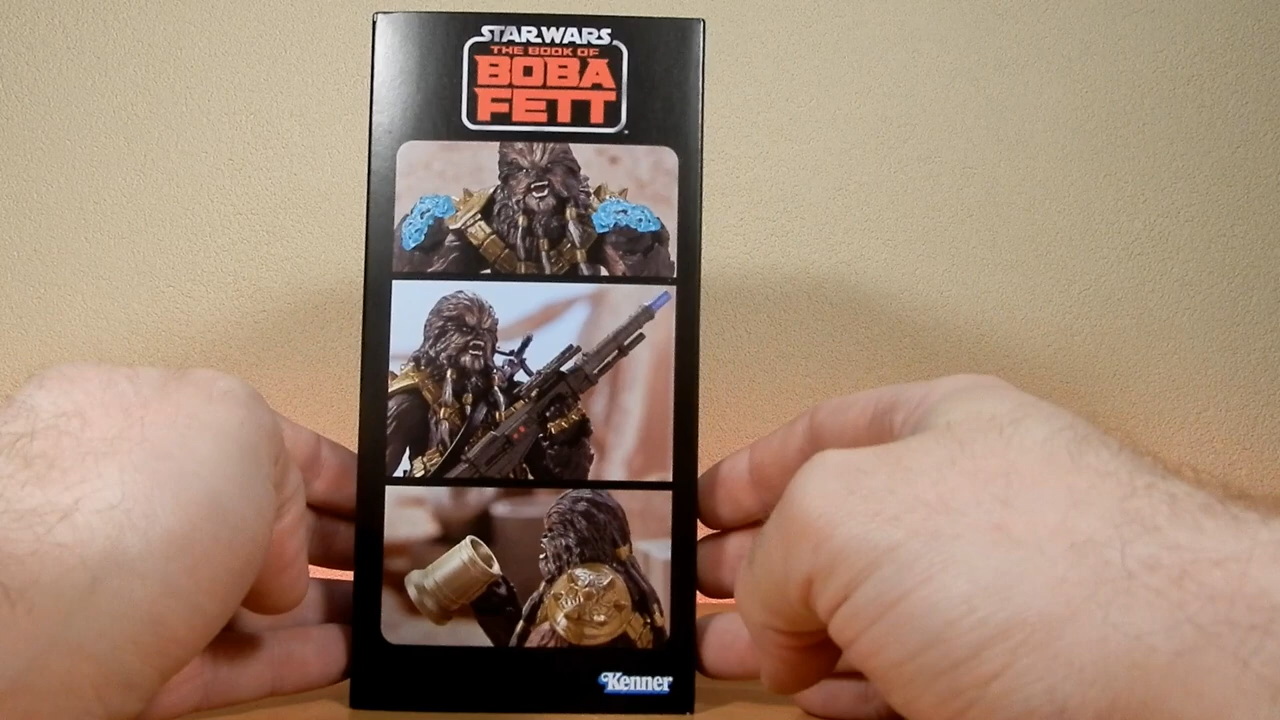 STAR WARS
THE BOOK OF
BOBA
FETT
Kenner